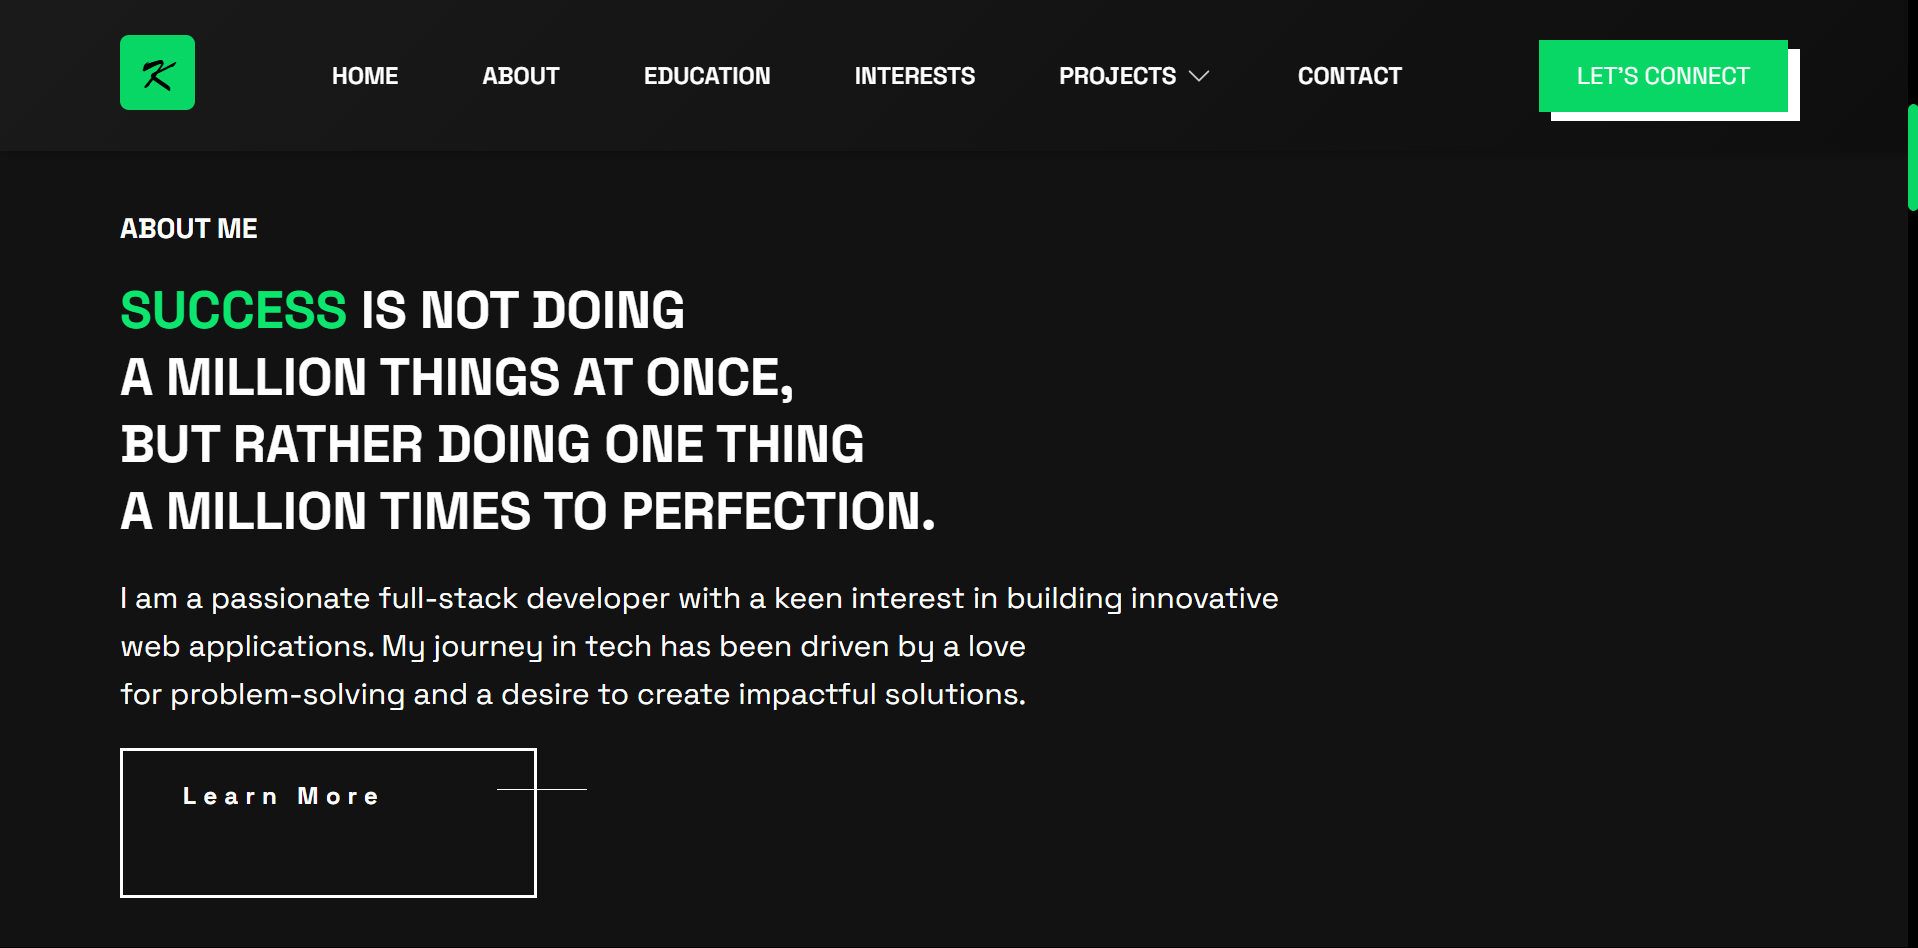 K
HOME ABOUT EDUCATION INTERESTS PROJECTS CONTACT LET'S CONNECT
ABOUT ME
SUCCESS IS NOT DOING
A MILLION THINGS AT ONCE,
BUT RATHER DOING ONE THING
A MILLION TIMES TO PERFECTION.
I am a passionate full-stack developer with a keen interest in building innovative
web applications. My journey in tech has been driven by a love
for problem-solving and a desire to create impactful solutions.
Learn More